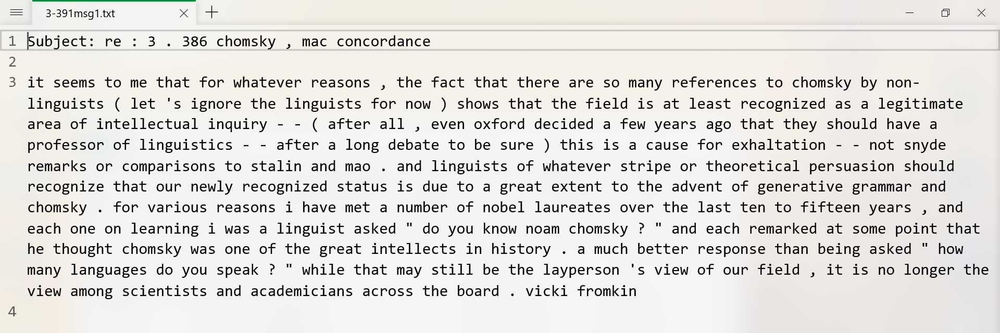 3-391msg1.txt
1 Subject: re : 3 . 386 chomsky , mac concordance
2
3 it seems to me that for whatever reasons , the fact that there are so many references to chomsky by non-
linguists ( let 's ignore the linguists for now ) shows that the field is at least recognized as a legitimate
area of intellectual inquiry - - ( after all , even oxford decided a few years ago that they should have a
professor of linguistics - - after a long debate to be sure ) this is a cause for exhaltation - - not snyde
remarks or comparisons to stalin and mao . and linguists of whatever stripe or theoretical persuasion should
recognize that our newly recognized status is due to a great extent to the advent of generative grammar and
chomsky . for various reasons i have met a number of nobel laureates over the last ten to fifteen years , and
each one on learning i was a linguist asked " do you know noam chomsky ? " and each remarked at some point that
he thought chomsky was one of the great intellects in history . a much better response than being asked " how
many languages do you speak ? " while that may still be the layperson 's view of our field , it is no longer the
view among scientists and academicians across the board . vicki fromkin
4